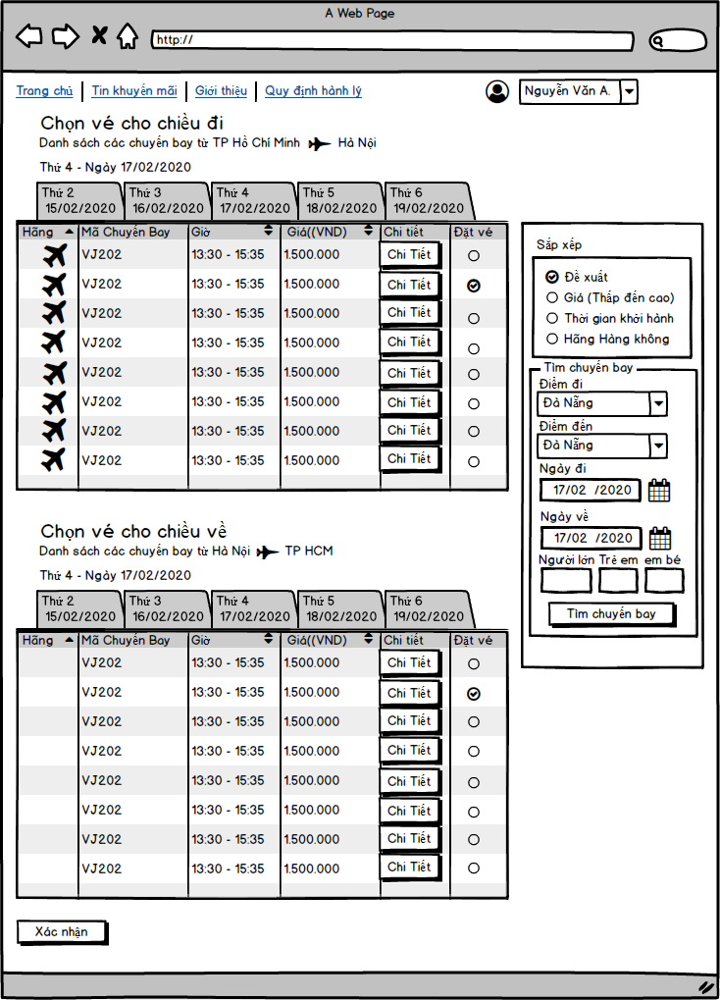 A Web Page
http://
Trang chủ Tin khuyến mãi Giới thiệu Quy định hành lý Nguyễn Văn A.
Chọn vé cho chiều đi
Danh sách các chuyến bay từ TP Hồ Chí Minh Hà Nội
Thứ 4 - Ngày 17/02/2020
Thứ 2 Thứ 3 Thứ 4 Thứ 5 Thứ 6
15/02/2020 16/02/2020 17/02/2020 18/02/2020 19/02/2020
Hãng Mã Chuyến Bay Giờ Giá((VND) Chi tiết Đặt vé
VJ202 13:30 - 15:35 1.500.000 Chi Tiết
VJ202 13:30 - 15:35 1.500.000 Chi Tiết
VJ202 13:30 - 15:35 1.500.000 Chi Tiết
VJ202 13:30 - 15:35 1.500.000 Chi Tiết
VJ202 13:30 - 15:35 1.500.000 Chi Tiết
VJ202 13:30 - 15:35 1.500.000 Chi Tiết
VJ202 13:30 - 15:35 1.500.000 Chi Tiết
VJ202 13:30 - 15:35 1.500.000 Chi Tiết
Sắp xếp
Đề xuất
Giá (Thấp đến cao)
Thời gian khởi hành
Hãng Hàng không
Tìm chuyến bay
Điểm đi
Đà Nẵng
Điểm đến
Đà Nẵng
Ngày đi
17/02 /2020
Ngày về
17/02 /2020
Người lớn Trẻ em em bé
Tìm chuyến bay
Chọn vé cho chiều về
Danh sách các chuyến bay từ Hà Nội TP HCM
Thứ 4 - Ngày 17/02/2020
Thứ 2 Thứ 3 Thứ 4 Thứ 5 Thứ 6
15/02/2020 16/02/2020 17/02/2020 18/02/2020 19/02/2020
Hãng Mã Chuyến Bay Giờ Giá((VND) Chi tiết Đặt vé
VJ202 13:30 - 15:35 1.500.000 Chi Tiết
VJ202 13:30 - 15:35 1.500.000 Chi Tiết
VJ202 13:30 - 15:35 1.500.000 Chi Tiết
VJ202 13:30 - 15:35 1.500.000 Chi Tiết
VJ202 13:30 - 15:35 1.500.000 Chi Tiết
VJ202 13:30 - 15:35 1.500.000 Chi Tiết
VJ202 13:30 - 15:35 1.500.000 Chi Tiết
VJ202 13:30 - 15:35 1.500.000 Chi Tiết
Xác nhận